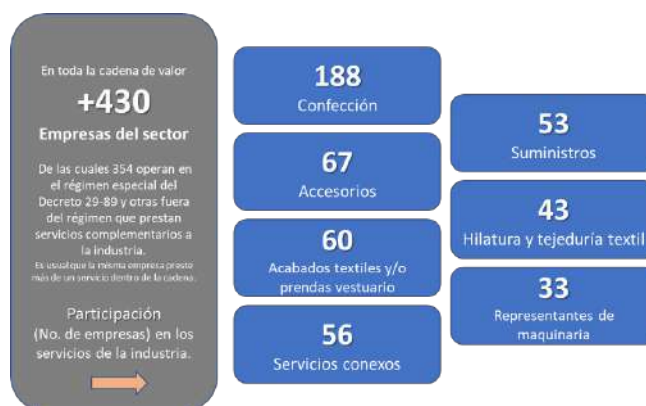 En toda la cadena de valor
+430
Empresas del sector
De las cuales 354 operan en
el régimen especial del
Decreto 29-89 y otras fuera
del régimen que prestan
servicios complementarios a
la industria.
Es usual que la misma empresa preste
más de un servicio dentro de la cadena.
Participación
(No. de empresas) en los
servicios de la industria.
188
Confección
67
Accesorios
60
Acabados textiles y/o
prendas vestuario
56
Servicios conexos
53
Suministros
43
Hilatura y tejeduría textil
33
Representantes de
maquinaria